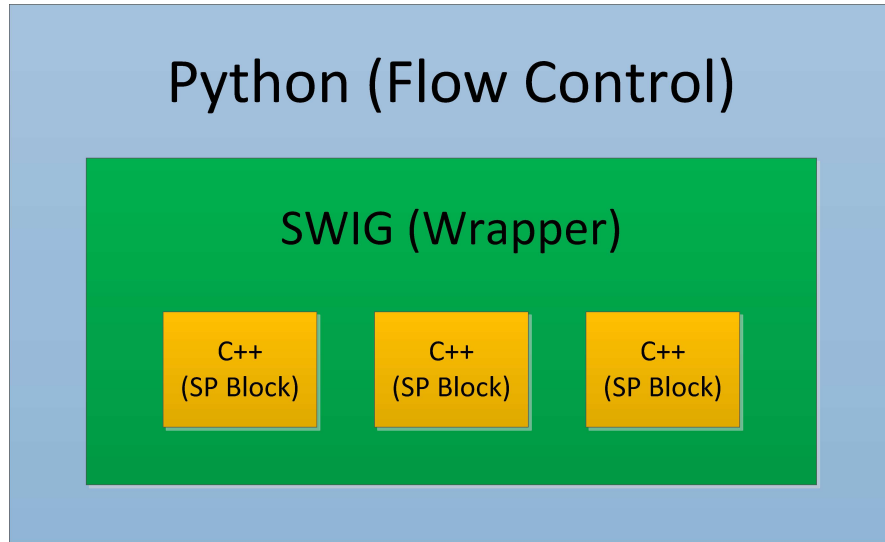 Python (Flow Control)
SWIG (Wrapper)
C++
(SP Block)
C++
(SP Block)
C++
(SP Block)